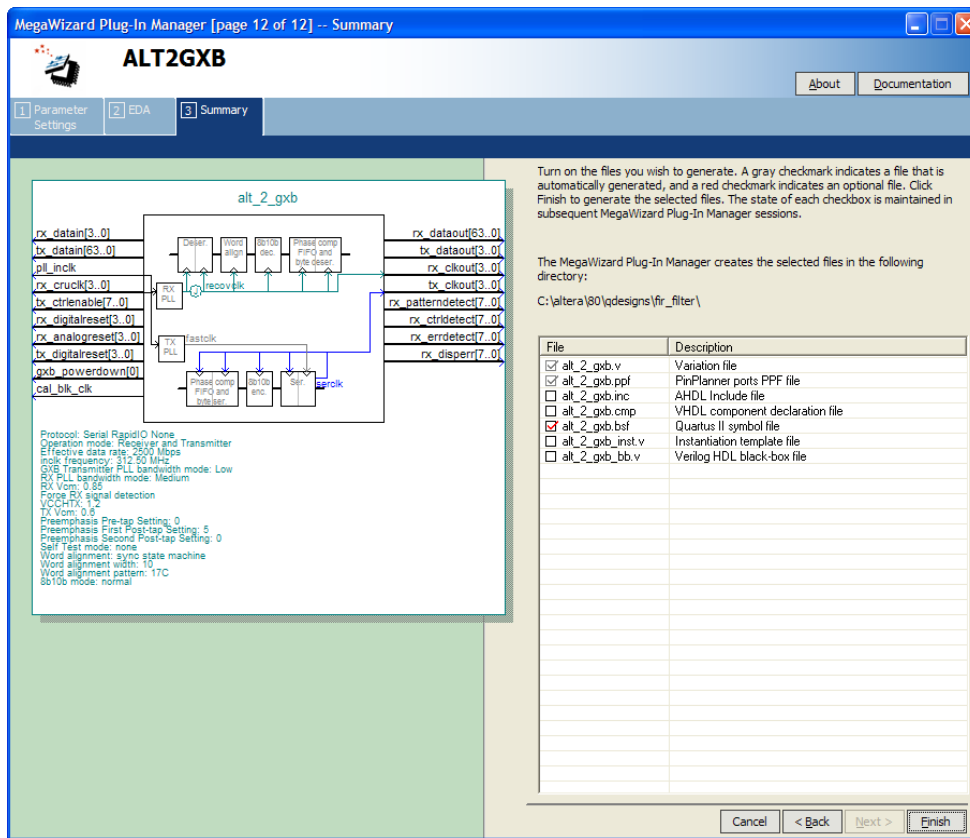 MegaWizard Plug-In Manager [page 12 of 12] -- Summary
ALT2GXB
About
Documentation
1 Parameter Settings
2 EDA
3 Summary
Turn on the files you wish to generate. A gray checkmark indicates a file that is
automatically generated, and a red checkmark indicates an optional file. Click
Finish to generate the selected files. The state of each checkbox is maintained in
subsequent MegaWizard Plug-In Manager sessions.
The MegaWizard Plug-In Manager creates the selected files in the following
directory:
C:\altera\80\qdesigns\fir_filter\
File Description
alt_2_gxb.v Variation file
alt_2_gxb.ppf PinPlanner ports PPF file
alt_2_gxb.inc AHDL Include file
alt_2_gxb.cmp VHDL component declaration file
alt_2_gxb.bsf Quartus II symbol file
alt_2_gxb_inst.v Instantiation template file
alt_2_gxb_bb.v Verilog HDL black-box file
alt_2_gxb
rx_datain[3..0]
tx_datain[63..0]
pll_inclk
rx_cruclk[3..0]
tx_ctrlenable[7..0]
rx_digitalreset[3..0]
rx_analogreset[3..0]
tx_digitalreset[3..0]
gxb_powerdown[0]
cal_blk_clk
Deser.
Word
align
8b10b
dec.
Phase comp
FIFO and
byte deser.
RX
PLL
recovclk
TX
PLL
fastclk
Phase comp
FIFO and
byte ser.
8b10b
enc.
Ser.
serclk
rx_dataout[63..0]
tx_dataout[3..0]
rx_clkout[3..0]
tx_clkout[3..0]
rx_patterndetect[7..0]
rx_ctrldetect[7..0]
rx_errdetect[7..0]
rx_disperr[7..0]
Protocol: Serial RapidIO None
Operation mode: Receiver and Transmitter
Effective data rate: 2500 Mbps
inclk frequency: 312.50 MHz
GXB Transmitter PLL bandwidth mode: Low
RX PLL bandwidth mode: Medium
RX Vcm: 0.85
Force RX signal detection
VCCHTX: 1.2
TX Vcm: 0.6
Preemphasis Pre-tap Setting: 0
Preemphasis First Post-tap Setting: 5
Preemphasis Second Post-tap Setting: 0
Self Test mode: none
Word alignment: sync state machine
Word alignment width: 10
Word alignment pattern: 17C
8b10b mode: normal
Cancel
< Back
Next >
Finish